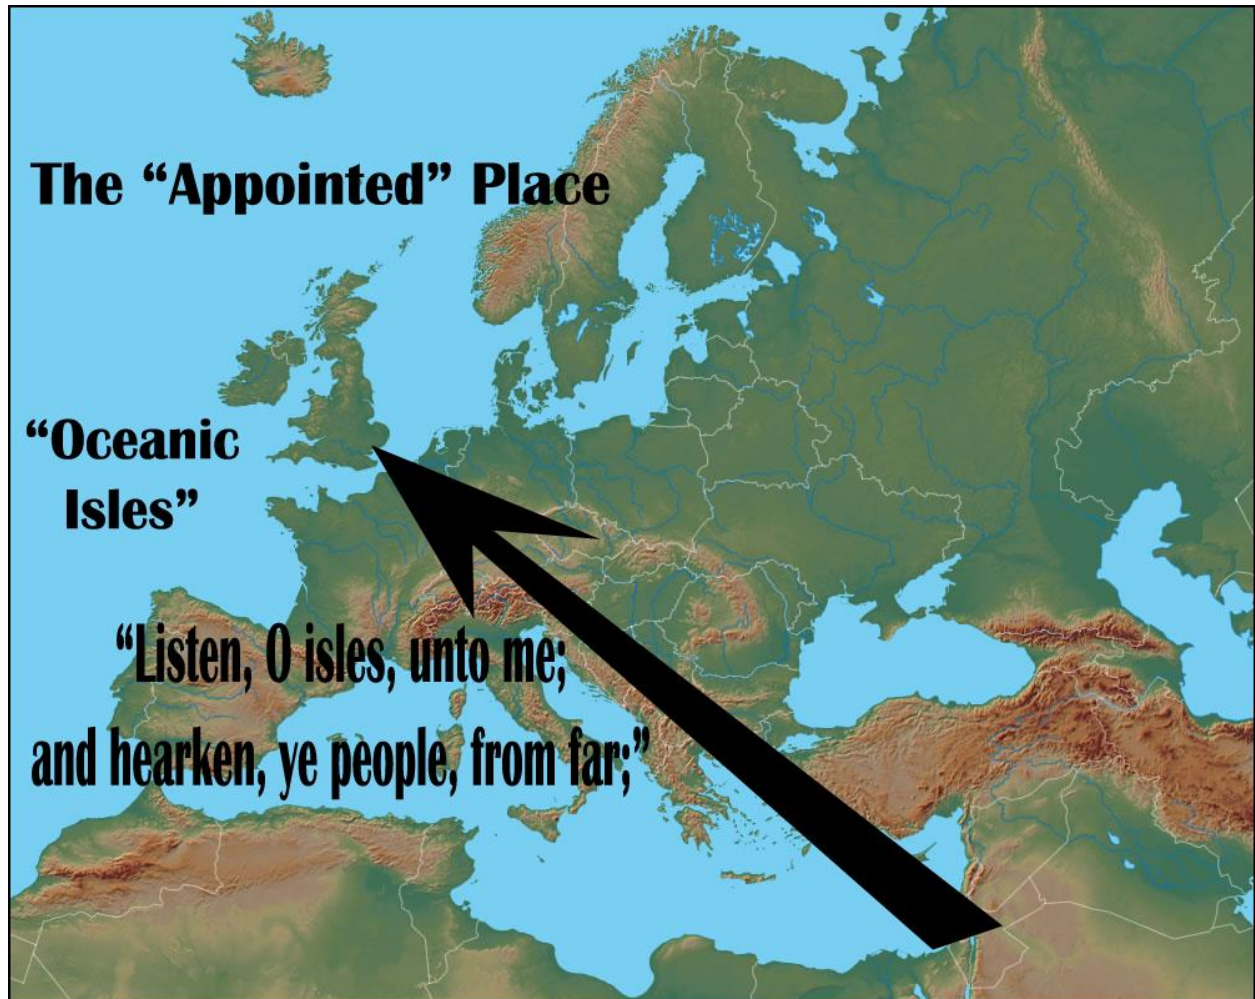 The “Appointed” Place
“Oceanic
Isles”
“Listen, O isles, unto me;
and hearken, ye people, from far;”